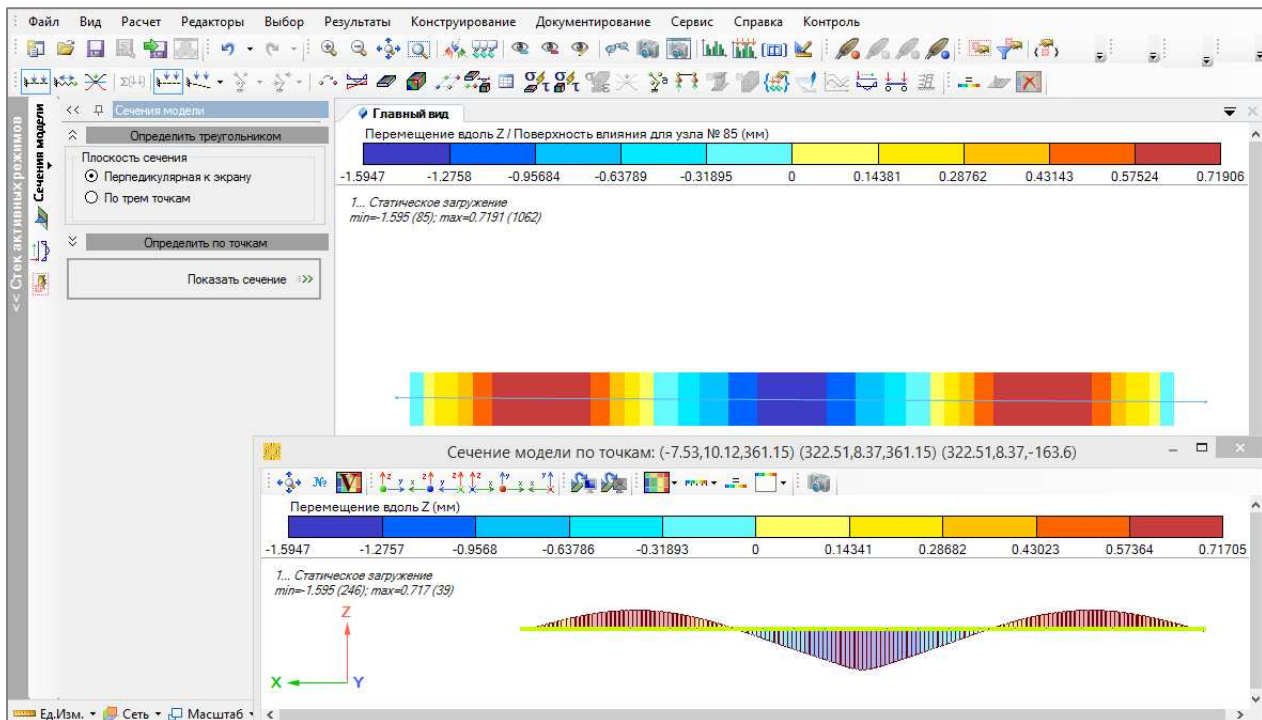 Файл Вид Расчет Редакторы Выбор Результаты Конструирование Документирование Сервис Справка Контроль
<< Стек активных режимов
Сечения модели
<< Сечения модели
Определить треугольником
Плоскость сечения
Перпедикулярная к экрану
По трем точкам
Определить по точкам
Показать сечение
Главный вид
Перемещение вдоль Z / Поверхность влияния для узла № 85 (мм)
-1.5947 -1.2758 -0.95684 -0.63789 -0.31895 0 0.14381 0.28762 0.43143 0.57524 0.71906
1... Статическое загружение
min=-1.595 (85); max=0.7191 (1062)
Сечение модели по точкам: (-7.53,10.12,361.15) (322.51,8.37,361.15) (322.51,8.37,-163.6)
Перемещение вдоль Z (мм)
-1.5947 -1.2757 -0.9568 -0.63786 -0.31893 0 0.14341 0.28682 0.43023 0.57364 0.71705
1... Статическое загружение
min=-1.595 (246); max=0.717 (39)
Z
X Y
Ед.Изм. Сеть Масштаб